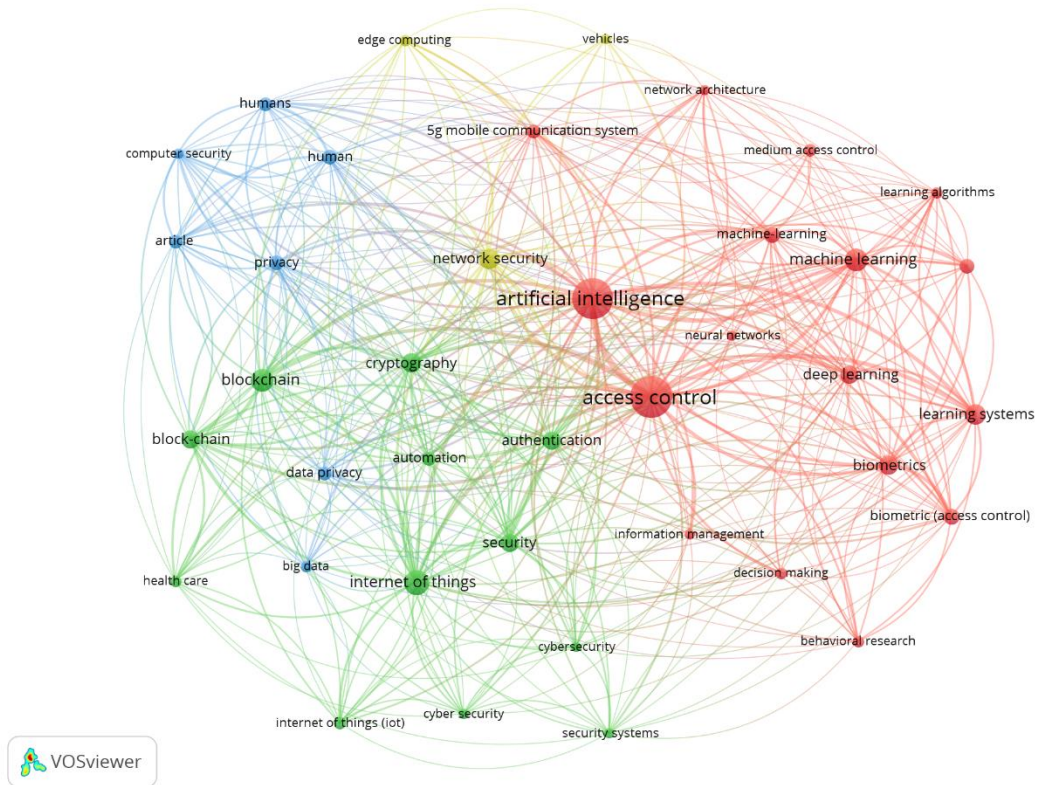 edge computing
vehicles
network architecture
humans
5g mobile communication system
computer security
human
medium access control
learning algorithms
article
machine-learning
privacy
network security
machine learning
artificial intelligence
neural networks
cryptography
blockchain
deep learning
access control
learning systems
block-chain
authentication
automation
data privacy
biometrics
biometric (access control)
information management
security
big data
decision making
health care
internet of things
behavioral research
cybersecurity
cyber security
internet of things (iot)
security systems
VOSviewer